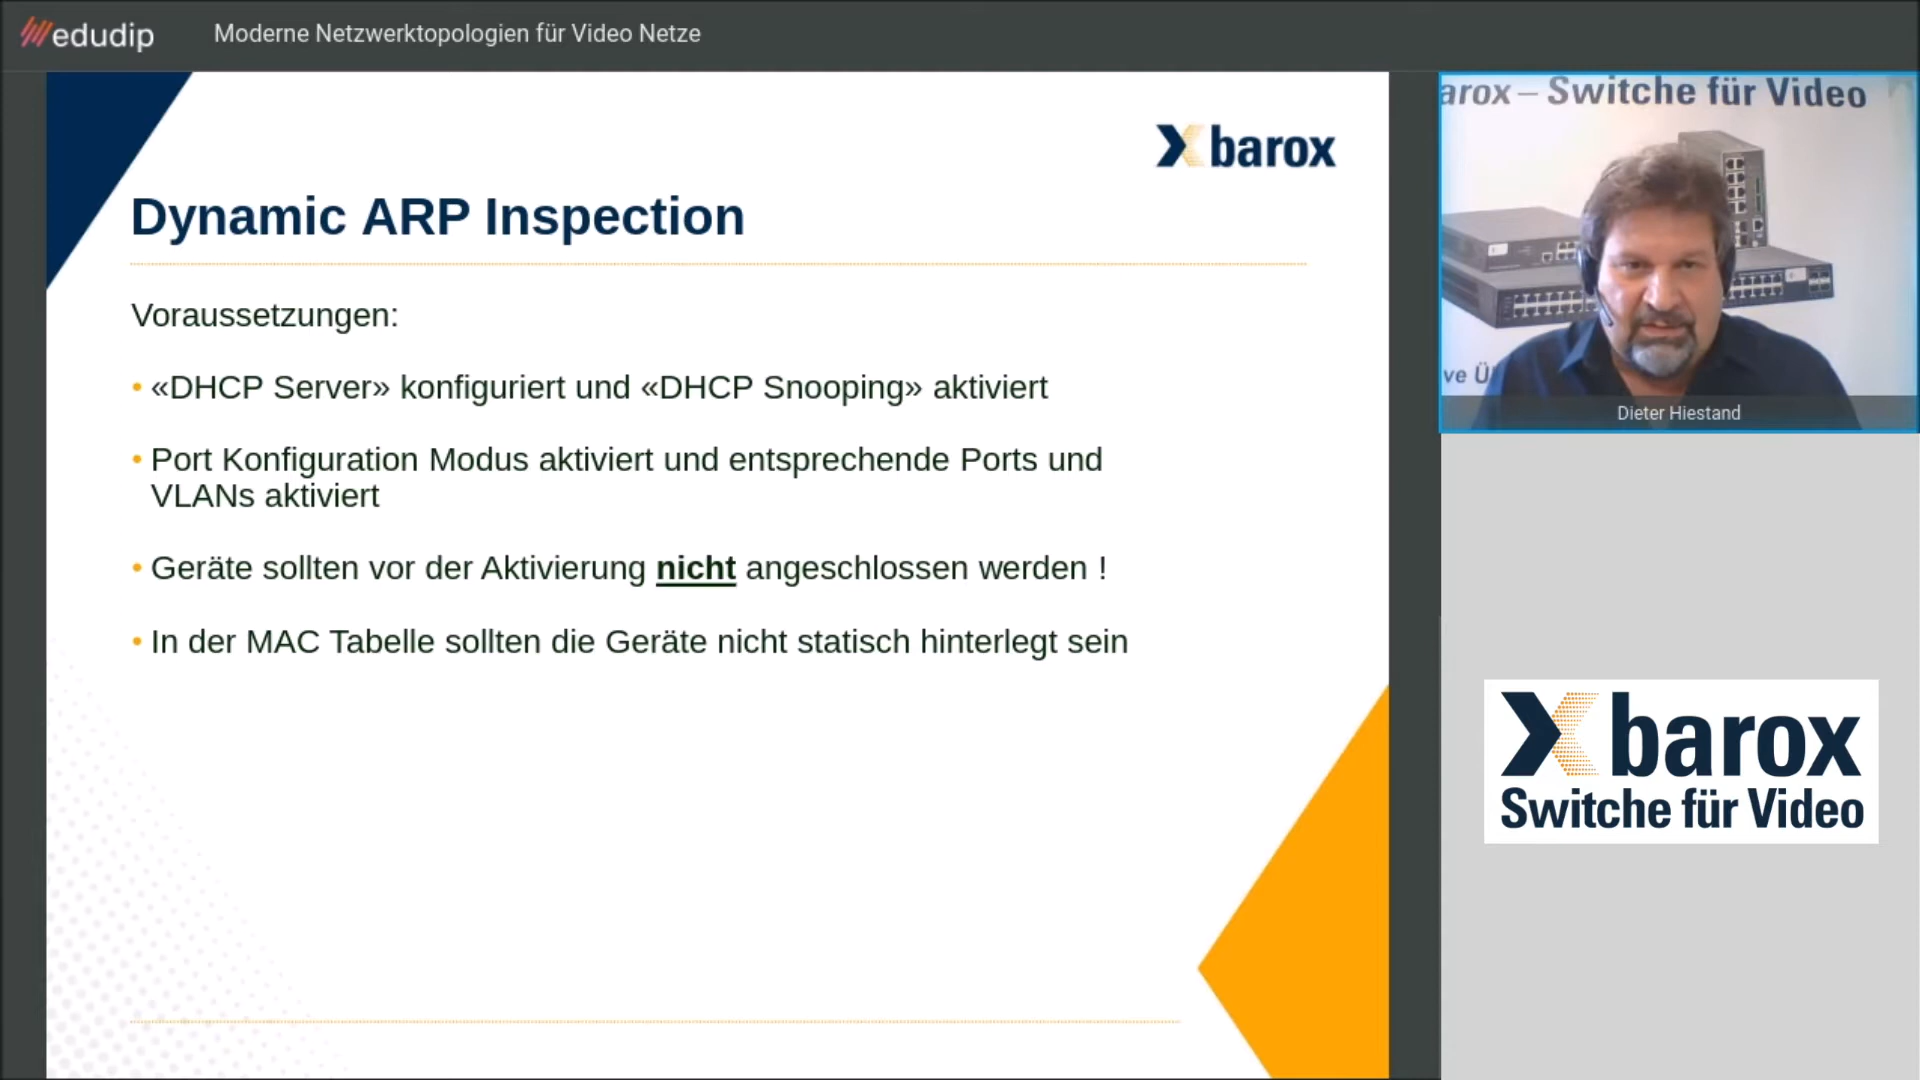 edudip
Moderne Netzwerktopologien für Video Netze
barox
Dynamic ARP Inspection
Voraussetzungen:
• «DHCP Server» konfiguriert und «DHCP Snooping» aktiviert
• Port Konfiguration Modus aktiviert und entsprechende Ports und
VLANs aktiviert
• Geräte sollten vor der Aktivierung nicht angeschlossen werden !
• In der MAC Tabelle sollten die Geräte nicht statisch hinterlegt sein
arox – Switche für Video
ve Ü
Dieter Hiestand
barox
Switche für Video